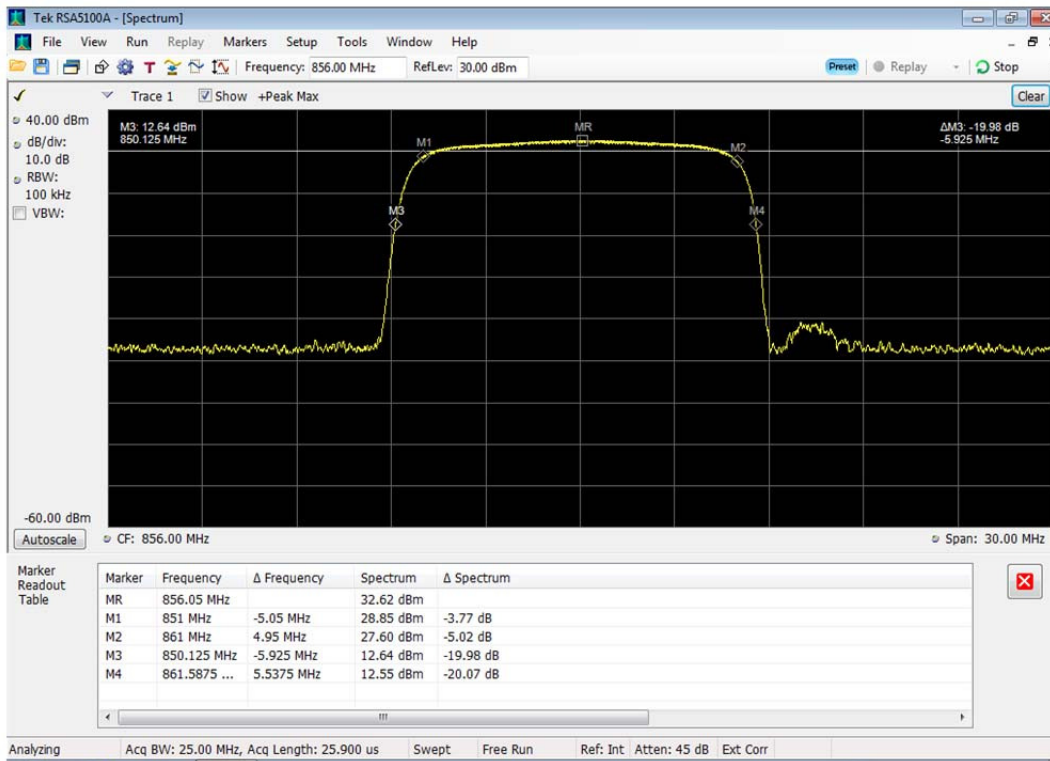 Tek RSA5100A - [Spectrum]
File View Run Replay Markers Setup Tools Window Help
T Frequency: 856.00 MHz RefLev: 30.00 dBm Preset Replay Stop
Trace 1 Show +Peak Max Clear
40.00 dBm
dB/div:
10.0 dB
RBW:
100 kHz
VBW:
M3: 12.64 dBm
850.125 MHz
ΔM3: -19.98 dB
-5.925 MHz
M1
MR
M2
M3
M4
-60.00 dBm
Autoscale CF: 856.00 MHz Span: 30.00 MHz
Marker
Readout
Table
Marker Frequency Δ Frequency Spectrum Δ Spectrum
MR 856.05 MHz 32.62 dBm
M1 851 MHz -5.05 MHz 28.85 dBm -3.77 dB
M2 861 MHz 4.95 MHz 27.60 dBm -5.02 dB
M3 850.125 MHz -5.925 MHz 12.64 dBm -19.98 dB
M4 861.5875 ... 5.5375 MHz 12.55 dBm -20.07 dB
Analyzing Acq BW: 25.00 MHz, Acq Length: 25.900 us Swept Free Run Ref: Int Atten: 45 dB Ext Corr